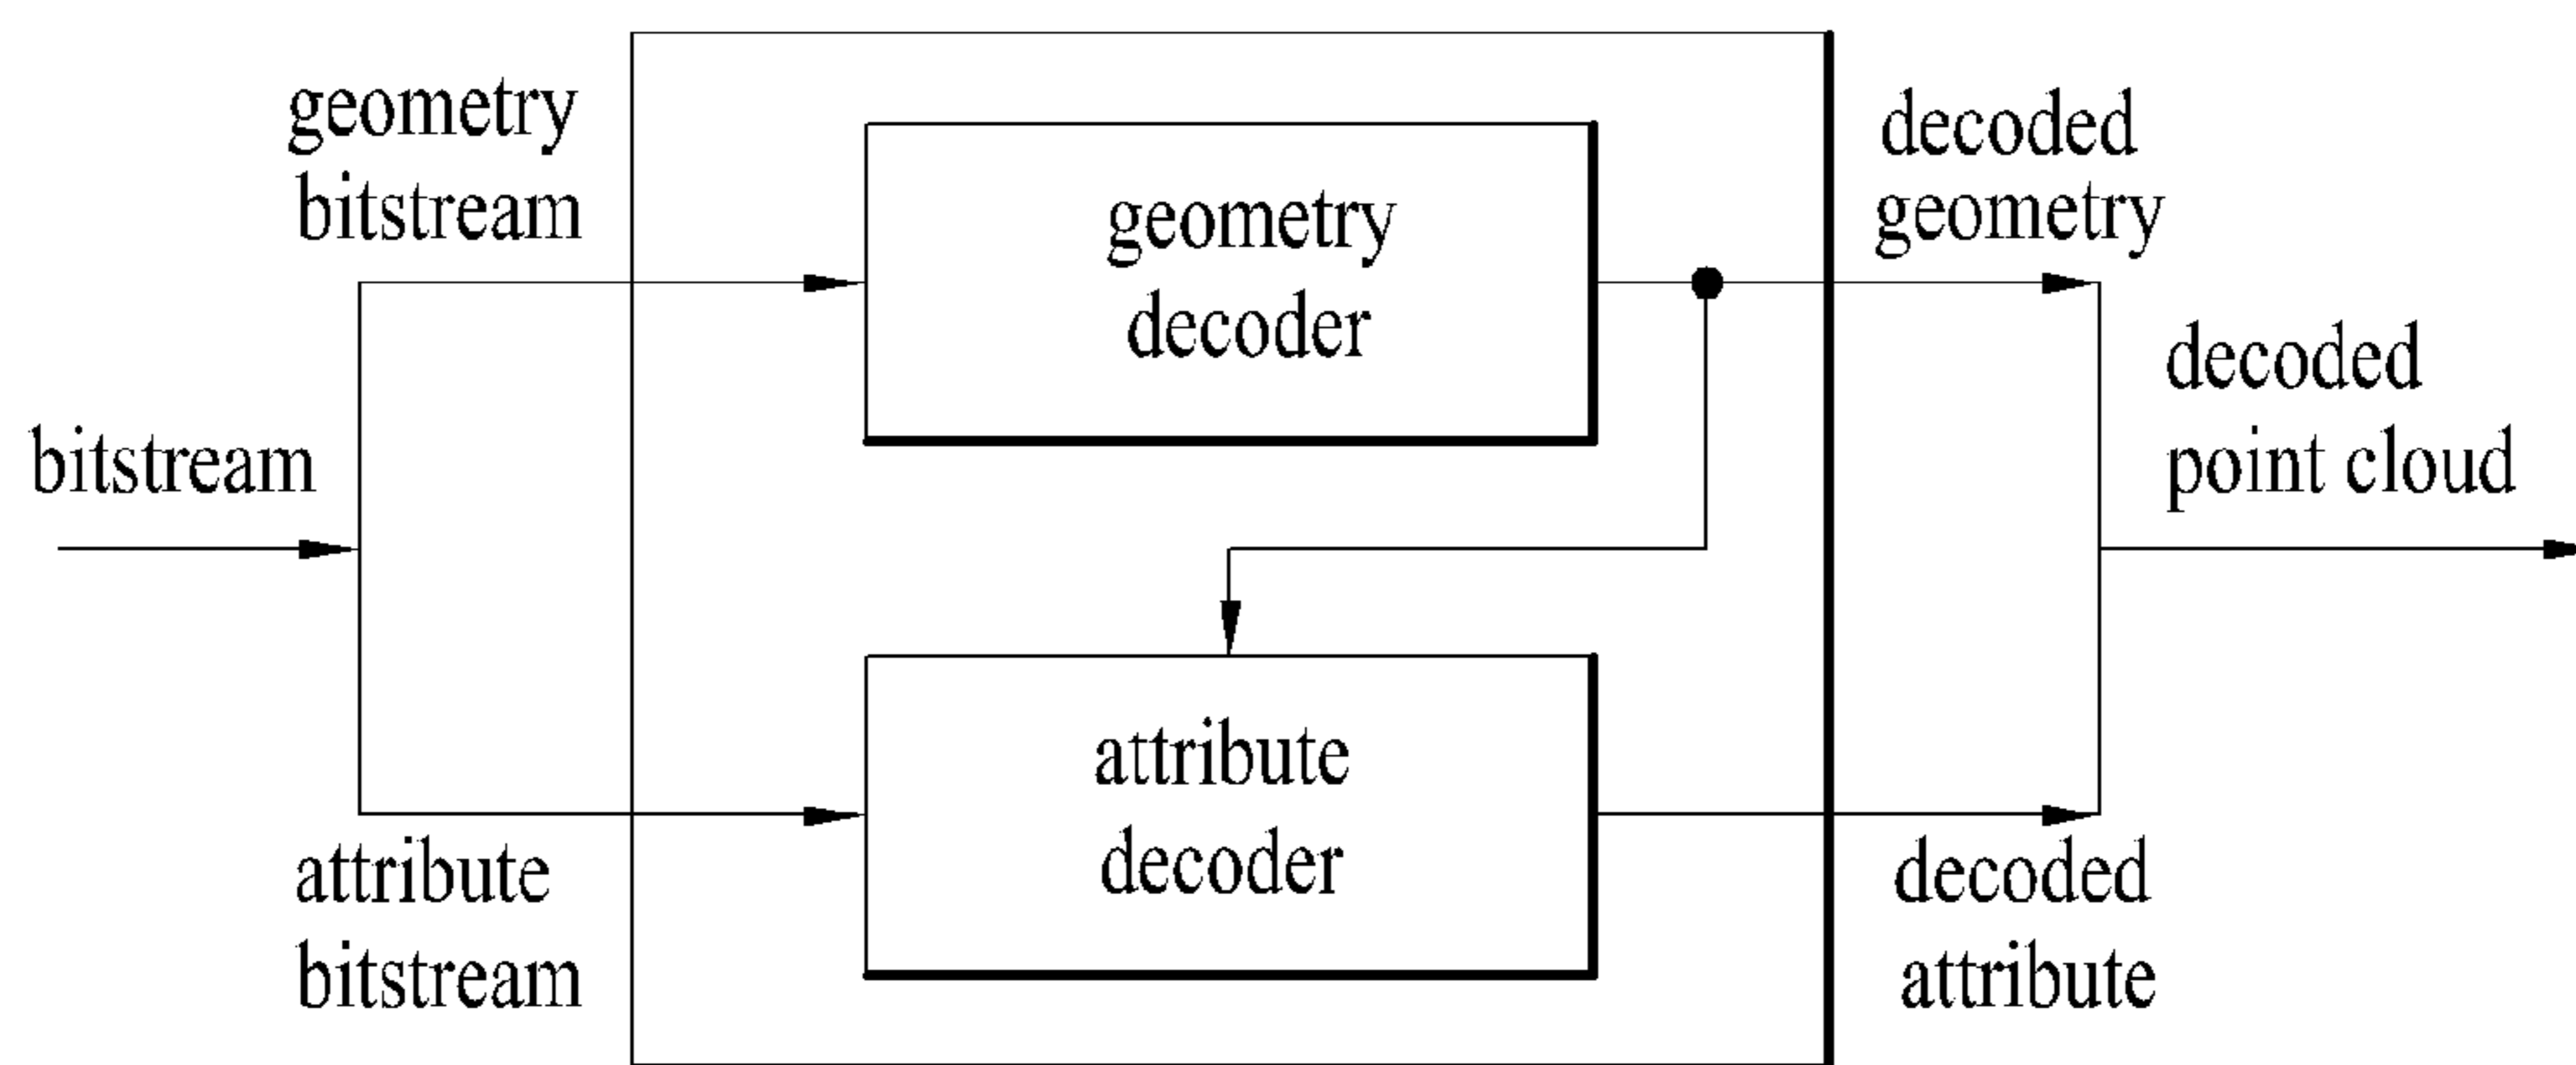 bitstream
geometry
bitstream
attribute
bitstream
geometry
decoder
attribute
decoder
decoded
geometry
decoded
attribute
decoded
point cloud